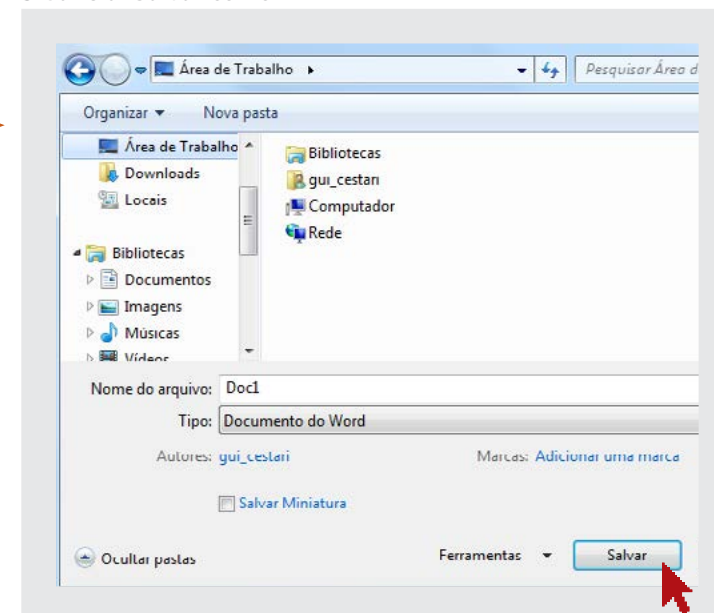 Área de Trabalho
Pesquisar Área d
Organizar
Nova pasta
Área de Trabalho
Downloads
Locais
Bibliotecas
Documentos
Imagens
Músicas
Vídeos
Bibliotecas
gui_cestari
Computador
Rede
Nome do arquivo: Doc1
Tipo: Documento do Word
Autores: gui_cestari
Marcas: Adicionar uma marca
Salvar Miniatura
Ocultar pastas
Ferramentas
Salvar